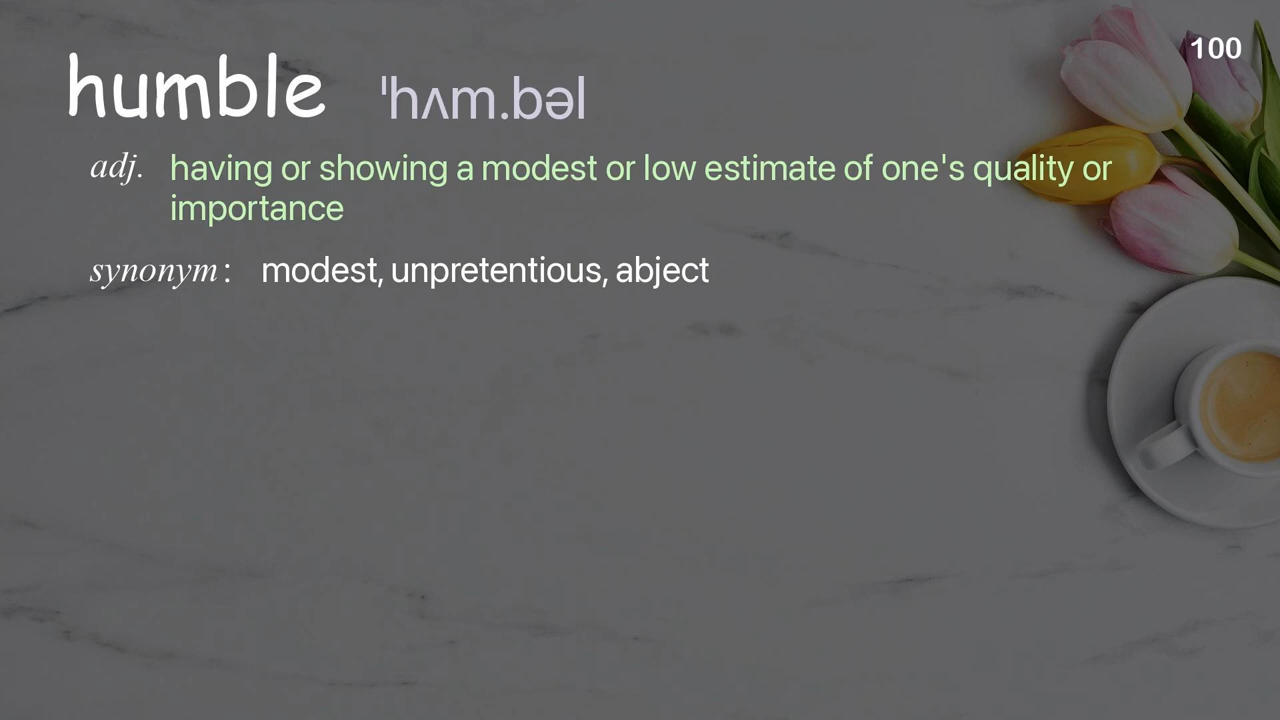 100
humble ˈhʌm.bəl
adj. having or showing a modest or low estimate of one's quality or
importance
synonym: modest, unpretentious, abject